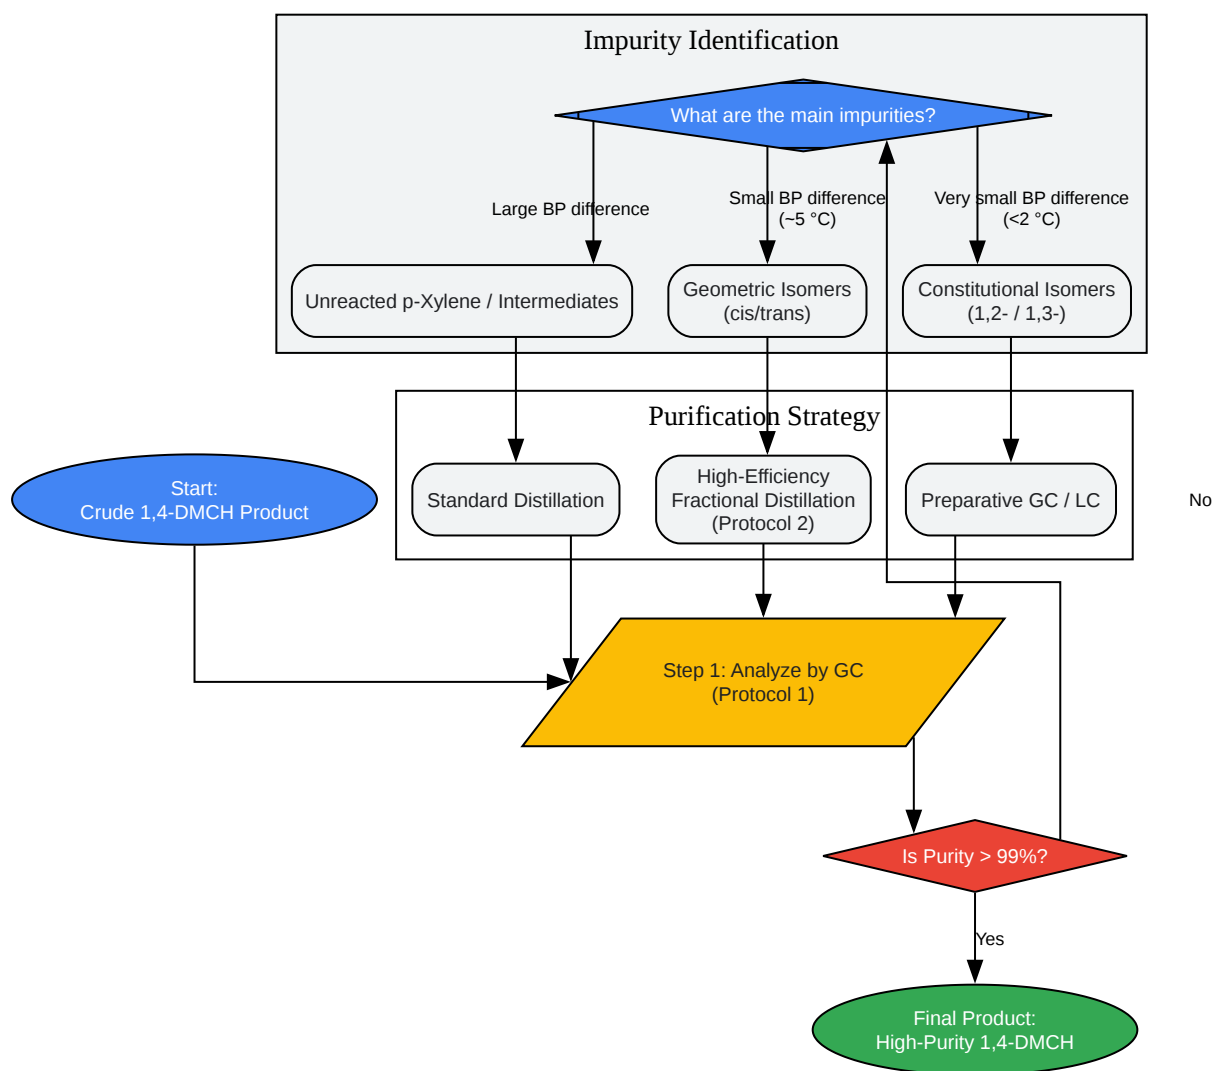 Impurity Identification
What are the main impurities?
Large BP difference
Small BP difference
(~5 °C)
Very small BP difference
(<2 °C)
Unreacted p-Xylene / Intermediates
Geometric Isomers
(cis/trans)
Constitutional Isomers
(1,2- / 1,3-)
Purification Strategy
Start:
Crude 1,4-DMCH Product
Standard Distillation
High-Efficiency
Fractional Distillation
(Protocol 2)
Preparative GC / LC
No
Step 1: Analyze by GC
(Protocol 1)
Is Purity > 99%?
Yes
Final Product:
High-Purity 1,4-DMCH